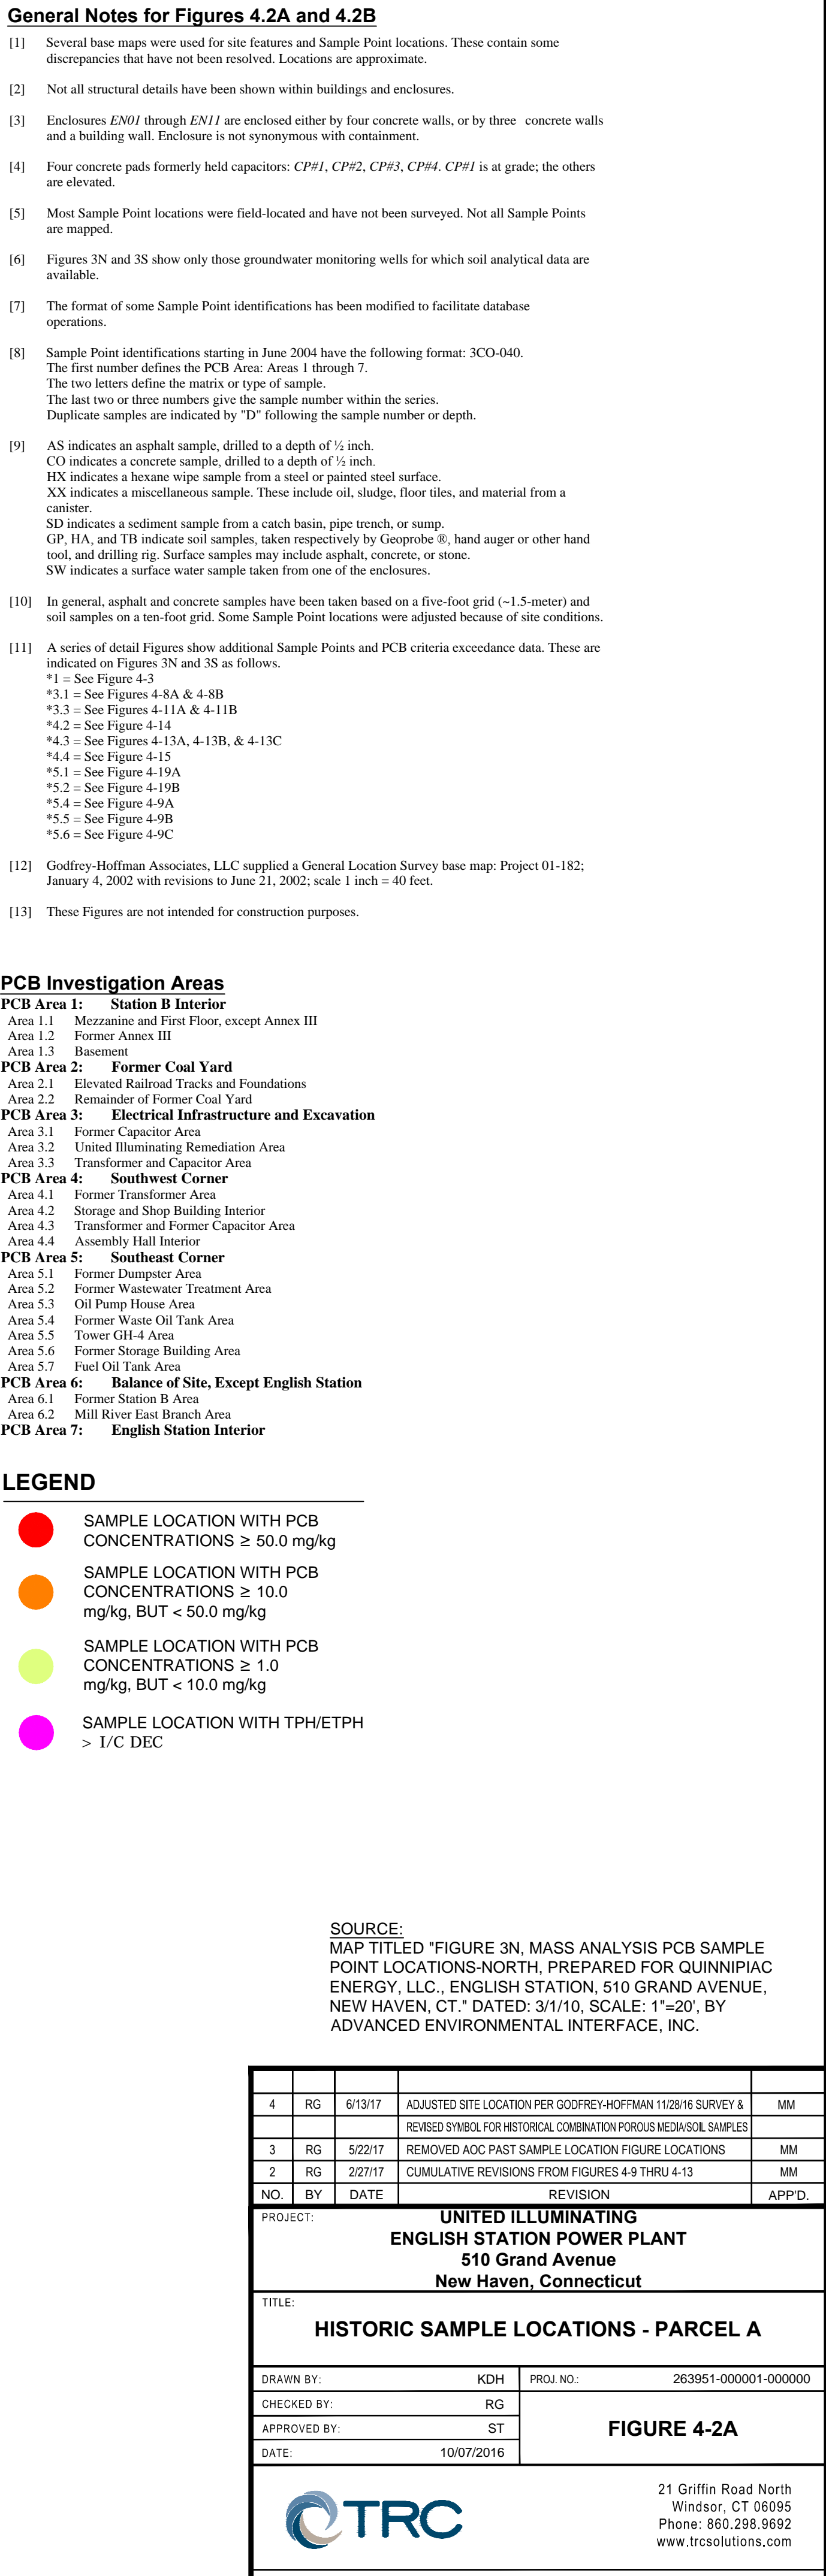 General Notes for Figures 4.2A and 4.2B
[1] Several base maps were used for site features and Sample Point locations. These contain some
discrepancies that have not been resolved. Locations are approximate.
[2] Not all structural details have been shown within buildings and enclosures.
[3] Enclosures EN01 through EN11 are enclosed either by four concrete walls, or by three concrete walls
and a building wall. Enclosure is not synonymous with containment.
[4] Four concrete pads formerly held capacitors: CP#1, CP#2, CP#3, CP#4. CP#1 is at grade; the others
are elevated.
[5] Most Sample Point locations were field-located and have not been surveyed. Not all Sample Points
are mapped.
[6] Figures 3N and 3S show only those groundwater monitoring wells for which soil analytical data are
available.
[7] The format of some Sample Point identifications has been modified to facilitate database
operations.
[8] Sample Point identifications starting in June 2004 have the following format: 3CO-040.
The first number defines the PCB Area: Areas 1 through 7.
The two letters define the matrix or type of sample.
The last two or three numbers give the sample number within the series.
Duplicate samples are indicated by "D" following the sample number or depth.
[9] AS indicates an asphalt sample, drilled to a depth of ½ inch.
CO indicates a concrete sample, drilled to a depth of ½ inch.
HX indicates a hexane wipe sample from a steel or painted steel surface.
XX indicates a miscellaneous sample. These include oil, sludge, floor tiles, and material from a
canister.
SD indicates a sediment sample from a catch basin, pipe trench, or sump.
GP, HA, and TB indicate soil samples, taken respectively by Geoprobe ®, hand auger or other hand
tool, and drilling rig. Surface samples may include asphalt, concrete, or stone.
SW indicates a surface water sample taken from one of the enclosures.
[10] In general, asphalt and concrete samples have been taken based on a five-foot grid (~1.5-meter) and
soil samples on a ten-foot grid. Some Sample Point locations were adjusted because of site conditions.
[11] A series of detail Figures show additional Sample Points and PCB criteria exceedance data. These are
indicated on Figures 3N and 3S as follows.
*1 = See Figure 4-3
*3.1 = See Figures 4-8A & 4-8B
*3.3 = See Figures 4-11A & 4-11B
*4.2 = See Figure 4-14
*4.3 = See Figures 4-13A, 4-13B, & 4-13C
*4.4 = See Figure 4-15
*5.1 = See Figure 4-19A
*5.2 = See Figure 4-19B
*5.4 = See Figure 4-9A
*5.5 = See Figure 4-9B
*5.6 = See Figure 4-9C
[12] Godfrey-Hoffman Associates, LLC supplied a General Location Survey base map: Project 01-182;
January 4, 2002 with revisions to June 21, 2002; scale 1 inch = 40 feet.
[13] These Figures are not intended for construction purposes.
PCB Investigation Areas
PCB Area 1: Station B Interior
Area 1.1 Mezzanine and First Floor, except Annex III
Area 1.2 Former Annex III
Area 1.3 Basement
PCB Area 2: Former Coal Yard
Area 2.1 Elevated Railroad Tracks and Foundations
Area 2.2 Remainder of Former Coal Yard
PCB Area 3: Electrical Infrastructure and Excavation
Area 3.1 Former Capacitor Area
Area 3.2 United Illuminating Remediation Area
Area 3.3 Transformer and Capacitor Area
PCB Area 4: Southwest Corner
Area 4.1 Former Transformer Area
Area 4.2 Storage and Shop Building Interior
Area 4.3 Transformer and Former Capacitor Area
Area 4.4 Assembly Hall Interior
PCB Area 5: Southeast Corner
Area 5.1 Former Dumpster Area
Area 5.2 Former Wastewater Treatment Area
Area 5.3 Oil Pump House Area
Area 5.4 Former Waste Oil Tank Area
Area 5.5 Tower GH-4 Area
Area 5.6 Former Storage Building Area
Area 5.7 Fuel Oil Tank Area
PCB Area 6: Balance of Site, Except English Station
Area 6.1 Former Station B Area
Area 6.2 Mill River East Branch Area
PCB Area 7: English Station Interior
LEGEND
SAMPLE LOCATION WITH PCB
CONCENTRATIONS ≥ 50.0 mg/kg
SAMPLE LOCATION WITH PCB
CONCENTRATIONS ≥ 10.0
mg/kg, BUT < 50.0 mg/kg
SAMPLE LOCATION WITH PCB
CONCENTRATIONS ≥ 1.0
mg/kg, BUT < 10.0 mg/kg
SAMPLE LOCATION WITH TPH/ETPH
> I/C DEC
SOURCE:
MAP TITLED "FIGURE 3N, MASS ANALYSIS PCB SAMPLE
POINT LOCATIONS-NORTH, PREPARED FOR QUINNIPIAC
ENERGY, LLC., ENGLISH STATION, 510 GRAND AVENUE,
NEW HAVEN, CT." DATED: 3/1/10, SCALE: 1"=20', BY
ADVANCED ENVIRONMENTAL INTERFACE, INC.
4 RG 6/13/17 ADJUSTED SITE LOCATION PER GODFREY-HOFFMAN 11/28/16 SURVEY & MM
REVISED SYMBOL FOR HISTORICAL COMBINATION POROUS MEDIA/SOIL SAMPLES
3 RG 5/22/17 REMOVED AOC PAST SAMPLE LOCATION FIGURE LOCATIONS MM
2 RG 2/27/17 CUMULATIVE REVISIONS FROM FIGURES 4-9 THRU 4-13 MM
NO. BY DATE REVISION APP'D.
PROJECT: UNITED ILLUMINATING
ENGLISH STATION POWER PLANT
510 Grand Avenue
New Haven, Connecticut
TITLE:
HISTORIC SAMPLE LOCATIONS - PARCEL A
DRAWN BY: KDH PROJ. NO.: 263951-000001-000000
CHECKED BY: RG
APPROVED BY: ST
FIGURE 4-2A
DATE: 10/07/2016
TRC
21 Griffin Road North
Windsor, CT 06095
Phone: 860.298.9692
www.trcsolutions.com